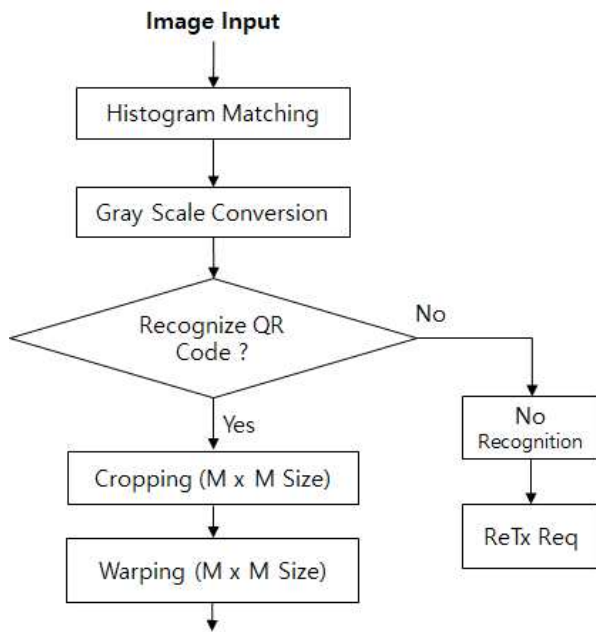 Image Input
Histogram Matching
Gray Scale Conversion
Recognize QR
Code ?
No
Yes
No
Recognition
Cropping (M x M Size)
ReTx Req
Warping (M x M Size)